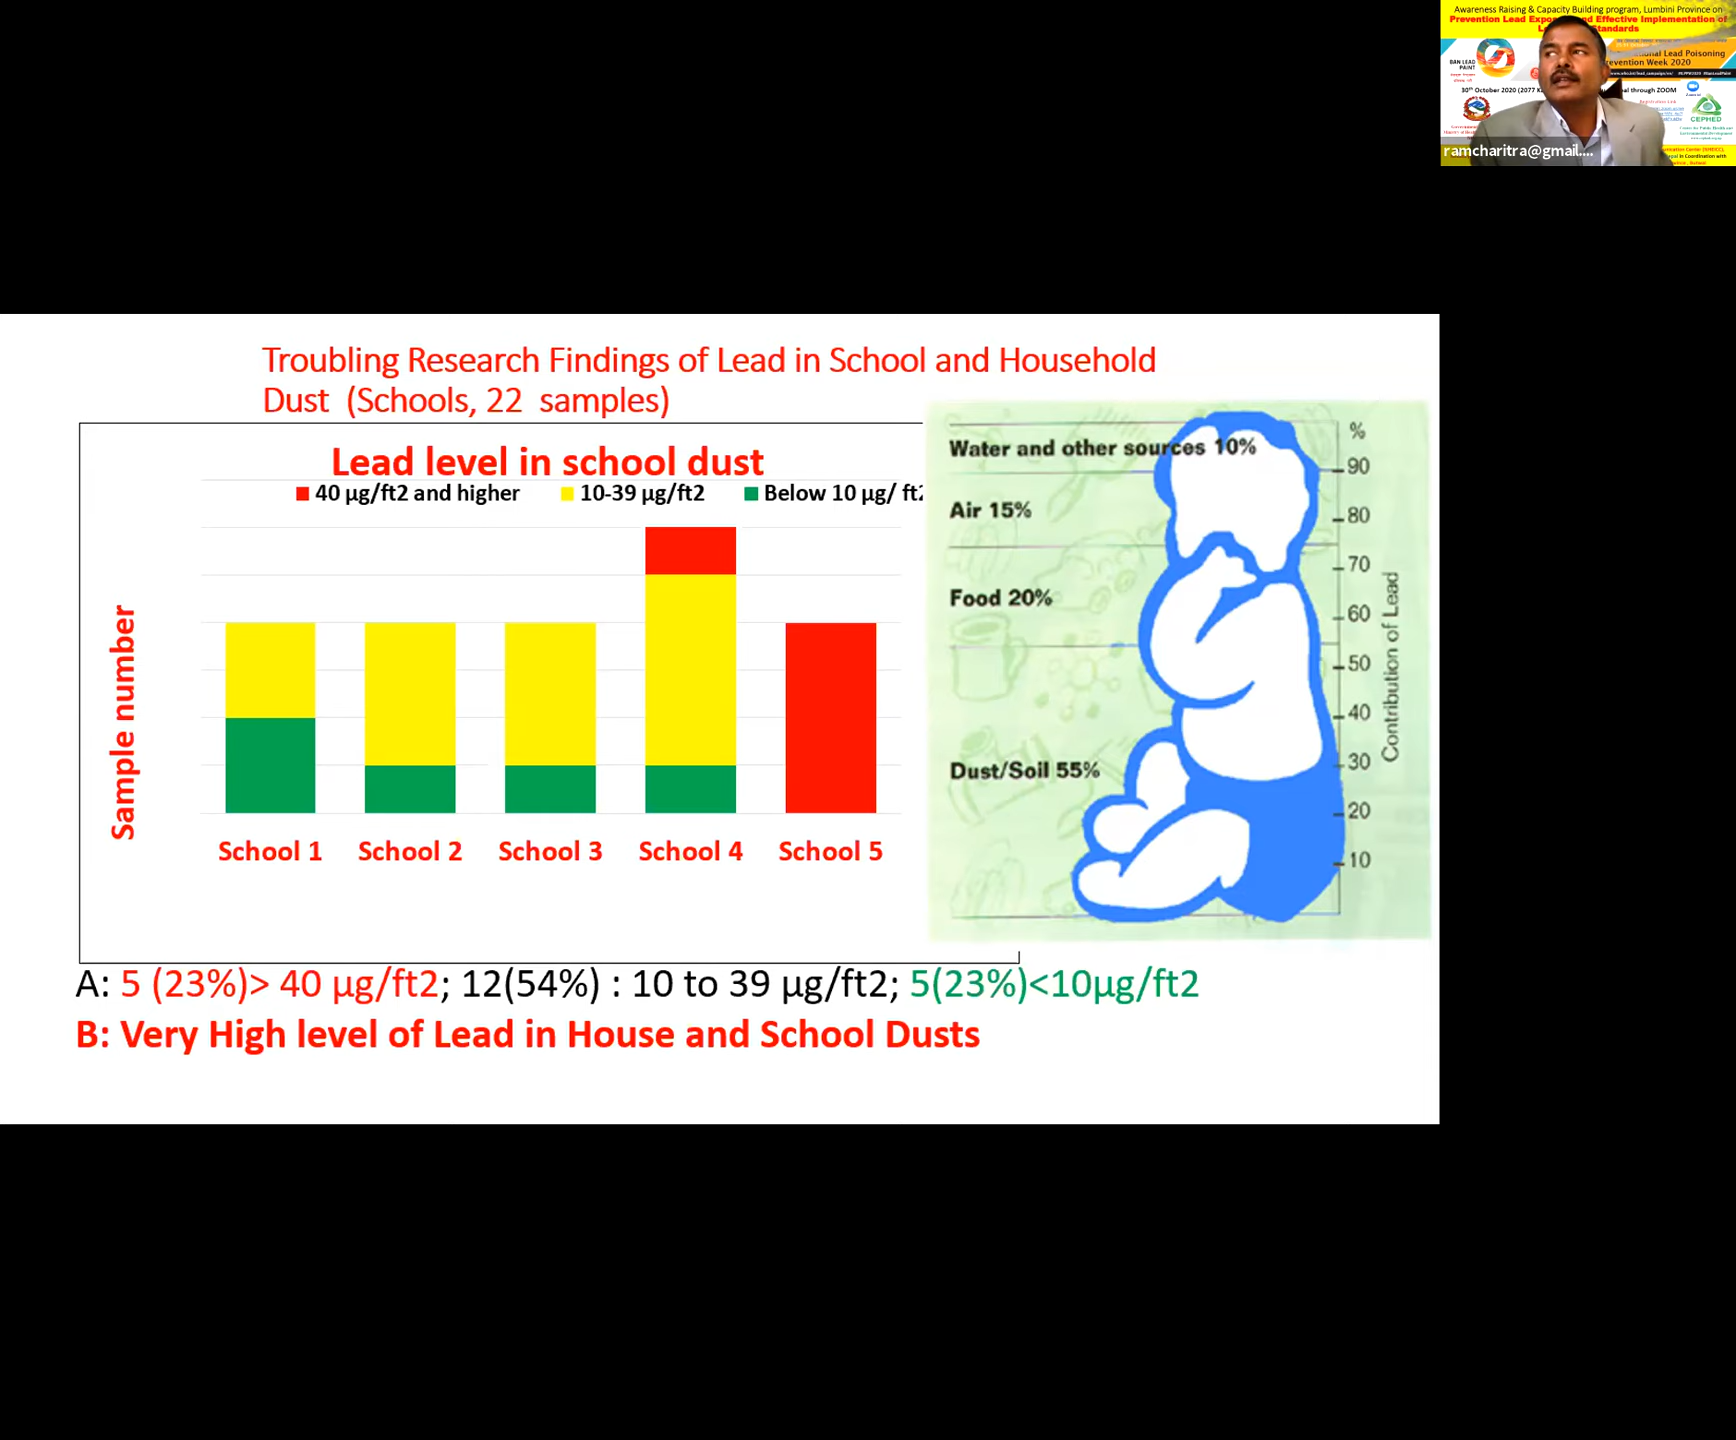 Awareness Raising & Capacity Building program, Lumbini Province on
Prevention Lead Expo nd Effective Implementation of
Standards
BAN LEAD
PAINT
onal Lead Poisoning
revention Week 2020
30th October 2020 (2077 K al through ZOOM
CEPHED
ramcharitra@gmail....
Troubling Research Findings of Lead in School and Household
Dust (Schools, 22 samples)
Lead level in school dust
40 µg/ft2 and higher 10-39 µg/ft2 Below 10 µg/ ft2
Sample number
School 1 School 2 School 3 School 4 School 5
Water and other sources 10%
Air 15%
Food 20%
Dust/Soil 55%
%
90
80
70
60
50
40
30
20
10
Contribution of Lead
A: 5 (23%)> 40 µg/ft2; 12(54%) : 10 to 39 µg/ft2; 5(23%)<10µg/ft2
B: Very High level of Lead in House and School Dusts